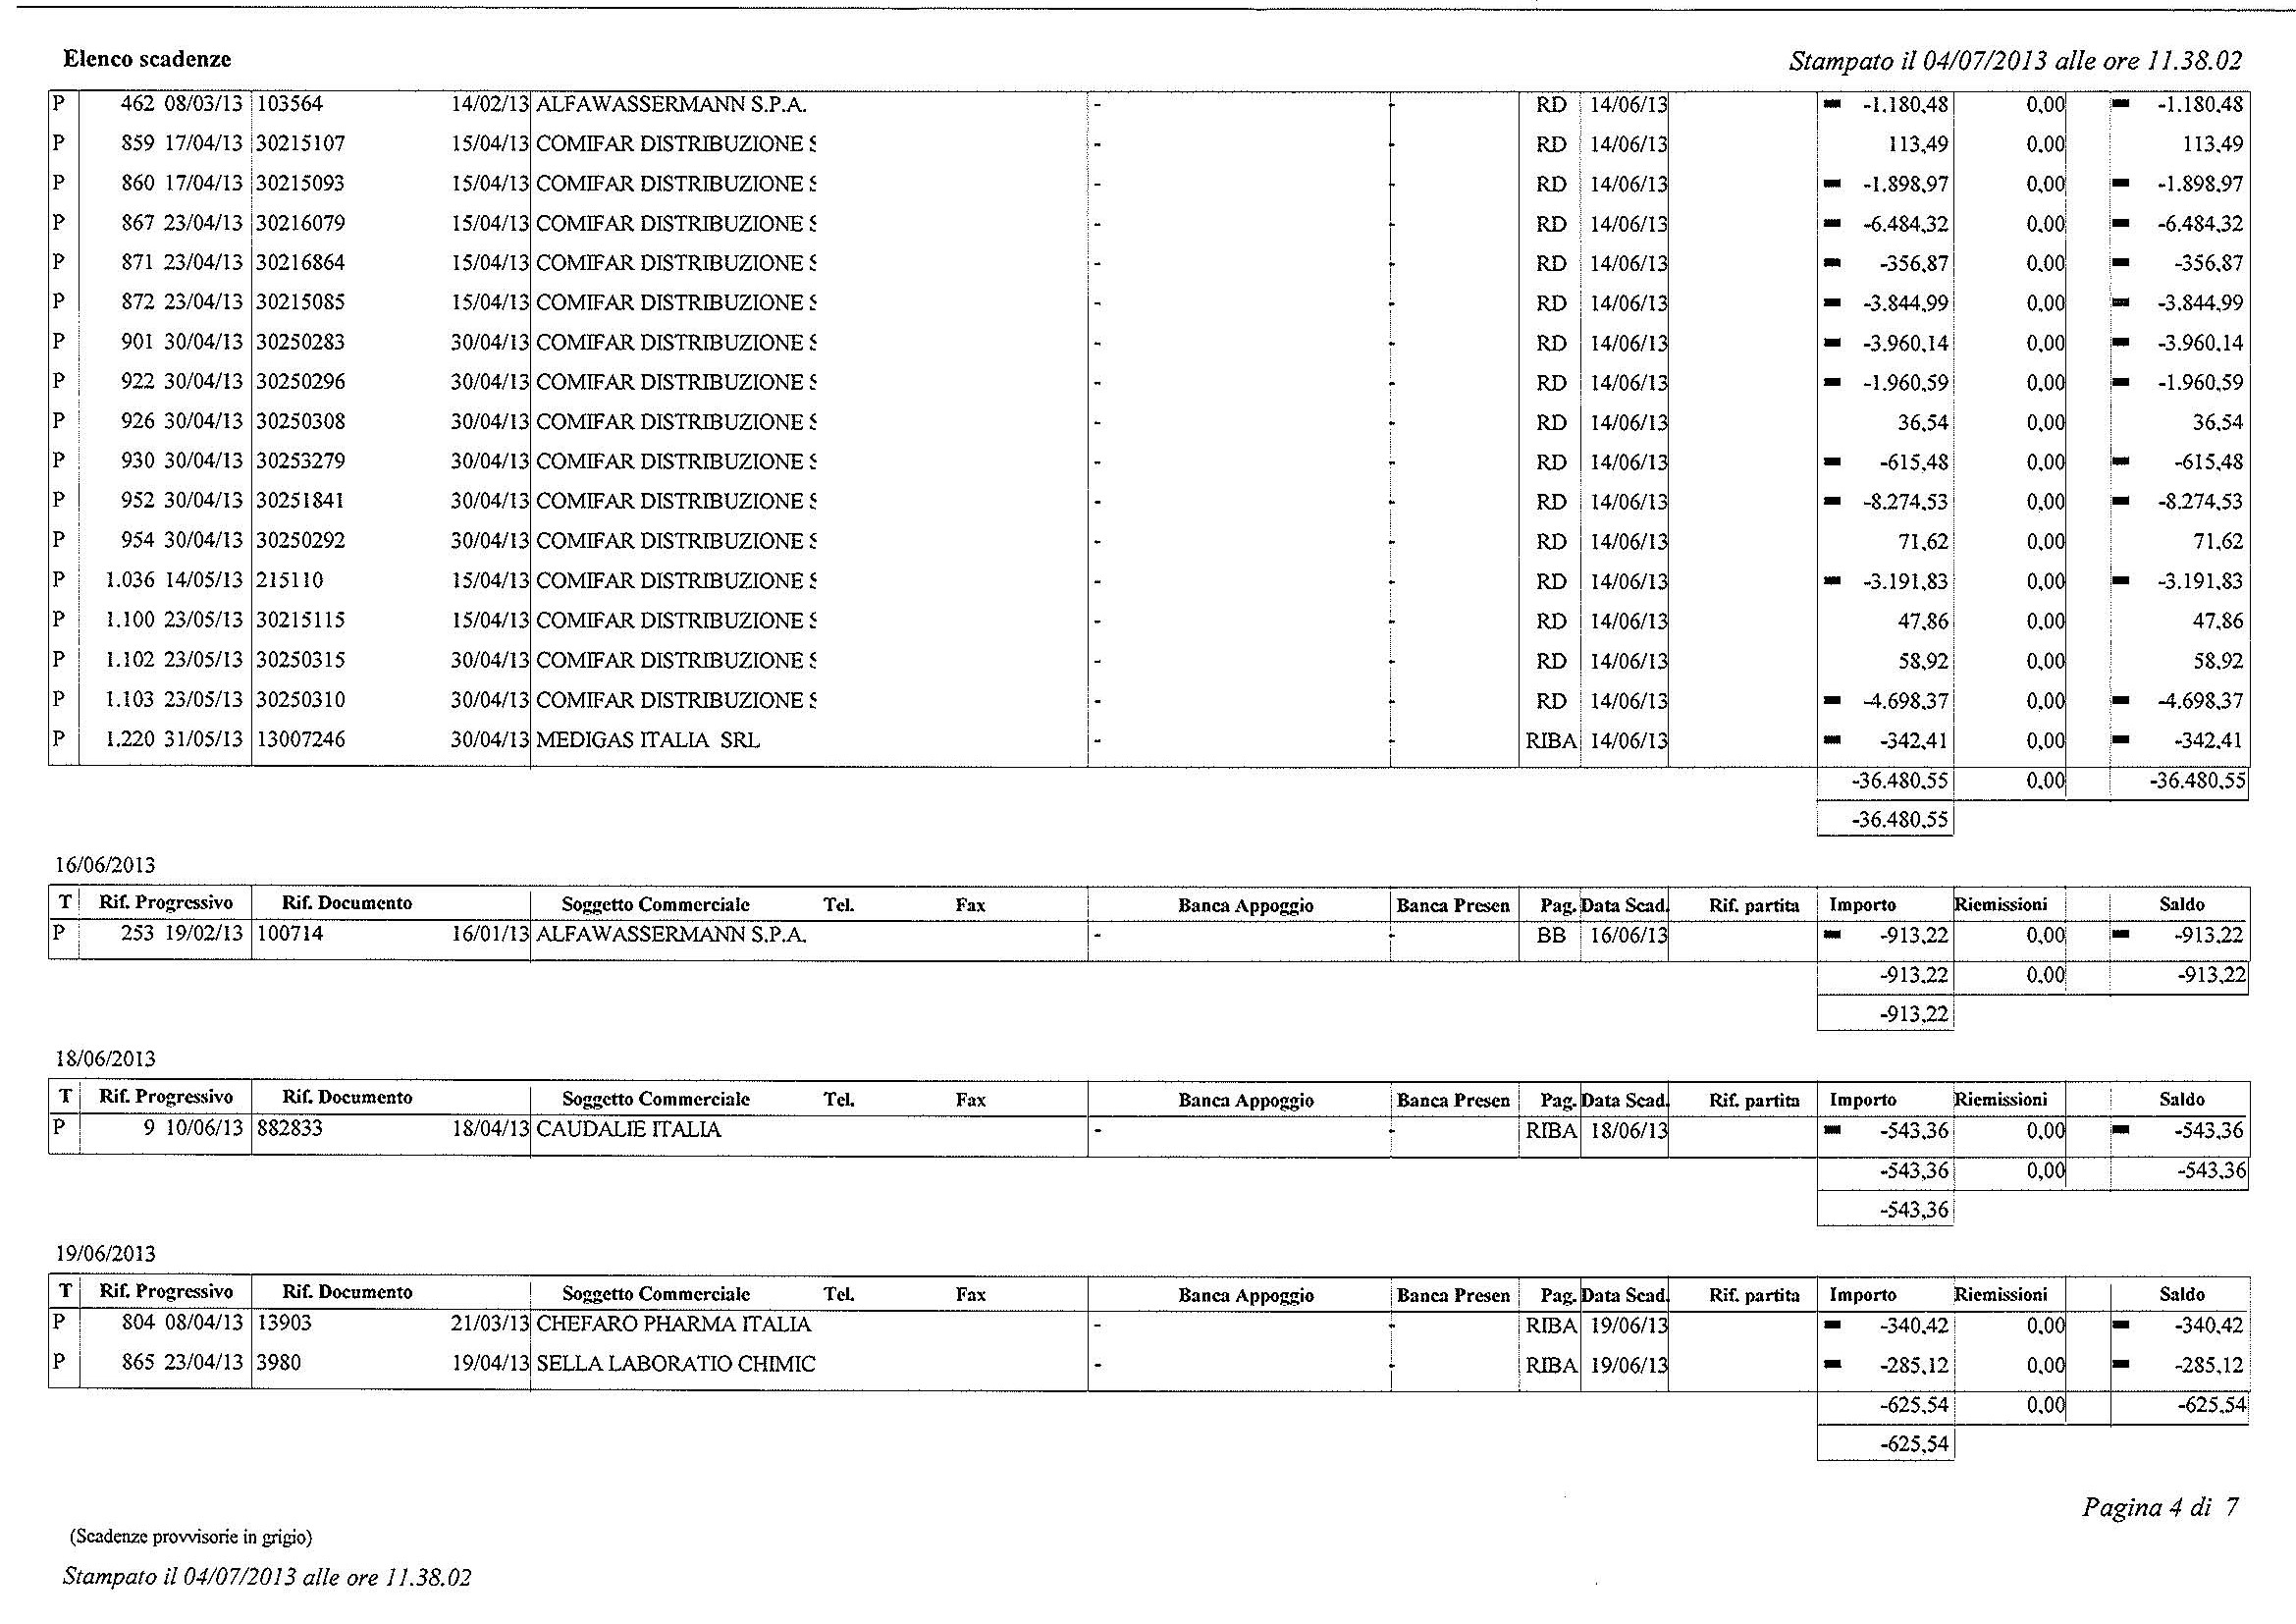 Elenco scadenze Stampato il 04/07/2013 alle ore 11.38.02
P 462 08/03/13 103564 14/02/13 ALFAWASSERMANN S.P.A. - - RD 14/06/13 -1.180,48 0,00 -1.180,48
P 859 17/04/13 30215107 15/04/13 COMIFAR DISTRIBUZIONE S - - RD 14/06/13 113,49 0,00 113,49
P 860 17/04/13 30215093 15/04/13 COMIFAR DISTRIBUZIONE S - - RD 14/06/13 -1.898,97 0,00 -1.898,97
P 867 23/04/13 30216079 15/04/13 COMIFAR DISTRIBUZIONE S - - RD 14/06/13 -6.484,32 0,00 -6.484,32
P 871 23/04/13 30216864 15/04/13 COMIFAR DISTRIBUZIONE S - - RD 14/06/13 -356,87 0,00 -356,87
P 872 23/04/13 30215085 15/04/13 COMIFAR DISTRIBUZIONE S - - RD 14/06/13 -3.844,99 0,00 -3.844,99
P 901 30/04/13 30250283 30/04/13 COMIFAR DISTRIBUZIONE S - - RD 14/06/13 -3.960,14 0,00 -3.960,14
P 922 30/04/13 30250296 30/04/13 COMIFAR DISTRIBUZIONE S - - RD 14/06/13 -1.960,59 0,00 -1.960,59
P 926 30/04/13 30250308 30/04/13 COMIFAR DISTRIBUZIONE S - - RD 14/06/13 36,54 0,00 36,54
P 930 30/04/13 30253279 30/04/13 COMIFAR DISTRIBUZIONE S - - RD 14/06/13 -615,48 0,00 -615,48
P 952 30/04/13 30251841 30/04/13 COMIFAR DISTRIBUZIONE S - - RD 14/06/13 -8.274,53 0,00 -8.274,53
P 954 30/04/13 30250292 30/04/13 COMIFAR DISTRIBUZIONE S - - RD 14/06/13 71,62 0,00 71,62
P 1.036 14/05/13 215110 15/04/13 COMIFAR DISTRIBUZIONE S - - RD 14/06/13 -3.191,83 0,00 -3.191,83
P 1.100 23/05/13 30215115 15/04/13 COMIFAR DISTRIBUZIONE S - - RD 14/06/13 47,86 0,00 47,86
P 1.102 23/05/13 30250315 30/04/13 COMIFAR DISTRIBUZIONE S - - RD 14/06/13 58,92 0,00 58,92
P 1.103 23/05/13 30250310 30/04/13 COMIFAR DISTRIBUZIONE S - - RD 14/06/13 -4.698,37 0,00 -4.698,37
P 1.220 31/05/13 13007246 30/04/13 MEDIGAS ITALIA SRL - - RIBA 14/06/13 -342,41 0,00 -342,41
-36.480,55 0,00 -36.480,55
-36.480,55
16/06/2013
T Rif. Progressivo Rif. Documento Soggetto Commerciale Tel. Fax Banca Appoggio Banca Presen Pag. Data Scad. Rif. partita Importo Riemissioni Saldo
P 253 19/02/13 100714 16/01/13 ALFAWASSERMANN S.P.A. - - BB 16/06/13 -913,22 0,00 -913,22
-913,22 0,00 -913,22
-913,22
18/06/2013
T Rif. Progressivo Rif. Documento Soggetto Commerciale Tel. Fax Banca Appoggio Banca Presen Pag. Data Scad. Rif. partita Importo Riemissioni Saldo
P 9 10/06/13 882833 18/04/13 CAUDALIE ITALIA - - RIBA 18/06/13 -543,36 0,00 -543,36
-543,36 0,00 -543,36
-543,36
19/06/2013
T Rif. Progressivo Rif. Documento Soggetto Commerciale Tel. Fax Banca Appoggio Banca Presen Pag. Data Scad. Rif. partita Importo Riemissioni Saldo
P 804 08/04/13 13903 21/03/13 CHEFARO PHARMA ITALIA - - RIBA 19/06/13 -340,42 0,00 -340,42
P 865 23/04/13 3980 19/04/13 SELLA LABORATIO CHIMIC - - RIBA 19/06/13 -285,12 0,00 -285,12
-625,54 0,00 -625,54
-625,54
Pagina 4 di 7
(Scadenze provvisorie in grigio)
Stampato il 04/07/2013 alle ore 11.38.02